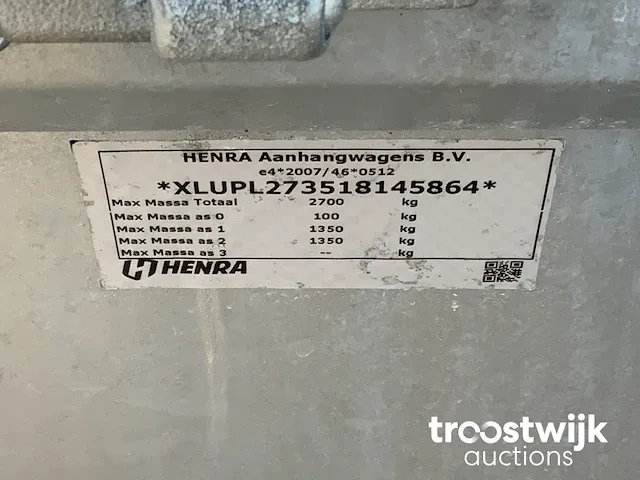 HENRA Aanhangwagens B.V.
e4*2007/46*0512
*XLUPL273518145864*
Max Massa Totaal 2700 kg
Max Massa as 0 100 kg
Max Massa as 1 1350 kg
Max Massa as 2 1350 kg
Max Massa as 3 -- kg
HENRA
troostwijk
auctions